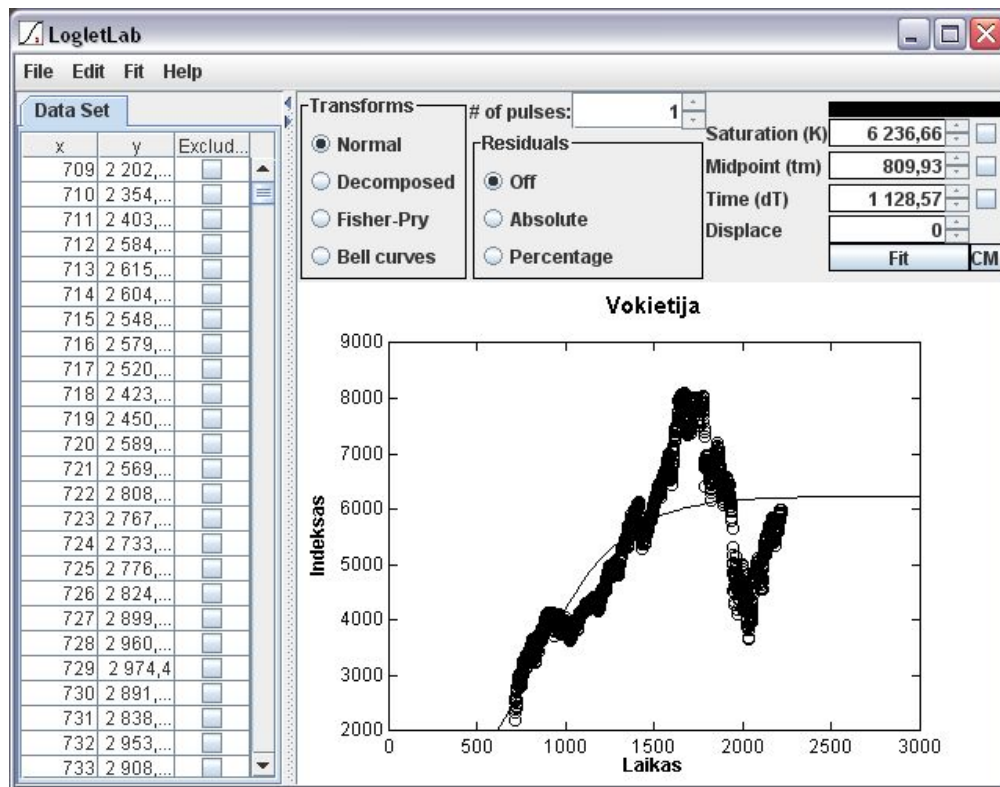 LogletLab
File Edit Fit Help
Data Set
x y Exclud...
709 2 202,...
710 2 354,...
711 2 403,...
712 2 584,...
713 2 615,...
714 2 604,...
715 2 548,...
716 2 579,...
717 2 520,...
718 2 423,...
719 2 450,...
720 2 589,...
721 2 569,...
722 2 808,...
723 2 767,...
724 2 733,...
725 2 776,...
726 2 824,...
727 2 899,...
728 2 960,...
729 2 974,4
730 2 891,...
731 2 838,...
732 2 953,...
733 2 908,...
Transforms
Normal
Decomposed
Fisher-Pry
Bell curves
# of pulses: 1
Residuals
Off
Absolute
Percentage
Saturation (K) 6 236,66
Midpoint (tm) 809,93
Time (dT) 1 128,57
Displace 0
Fit CM
Vokietija
9000
8000
7000
6000
5000
4000
3000
2000
Indeksas
0 500 1000 1500 2000 2500 3000
Laikas